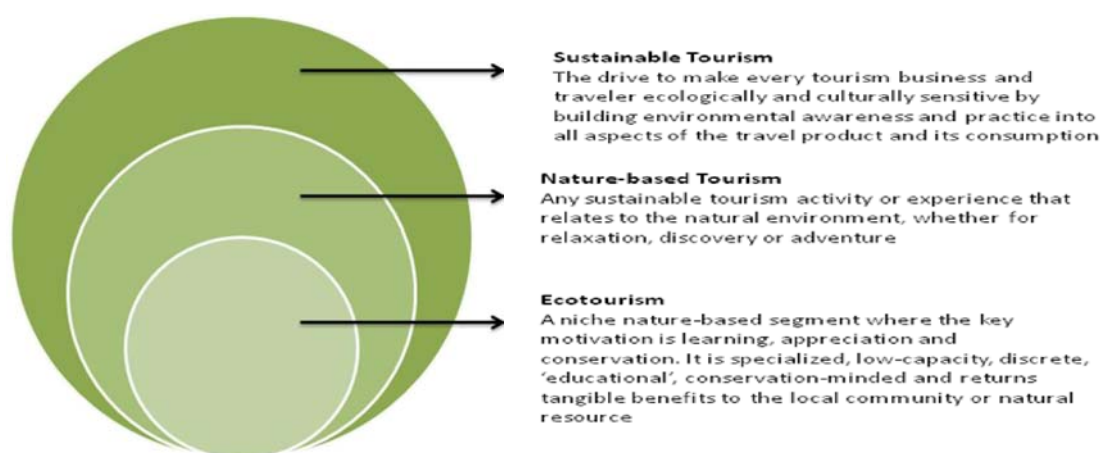 Sustainable Tourism
The drive to make every tourism business and
traveler ecologically and culturally sensitive by
building environmental awareness and practice into
all aspects of the travel product and its consumption
Nature-based Tourism
Any sustainable tourism activity or experience that
relates to the natural environment, whether for
relaxation, discovery or adventure
Ecotourism
A niche nature-based segment where the key
motivation is learning, appreciation and
conservation. It is specialized, low-capacity, discrete,
‘educational’, conservation-minded and returns
tangible benefits to the local community or natural
resource